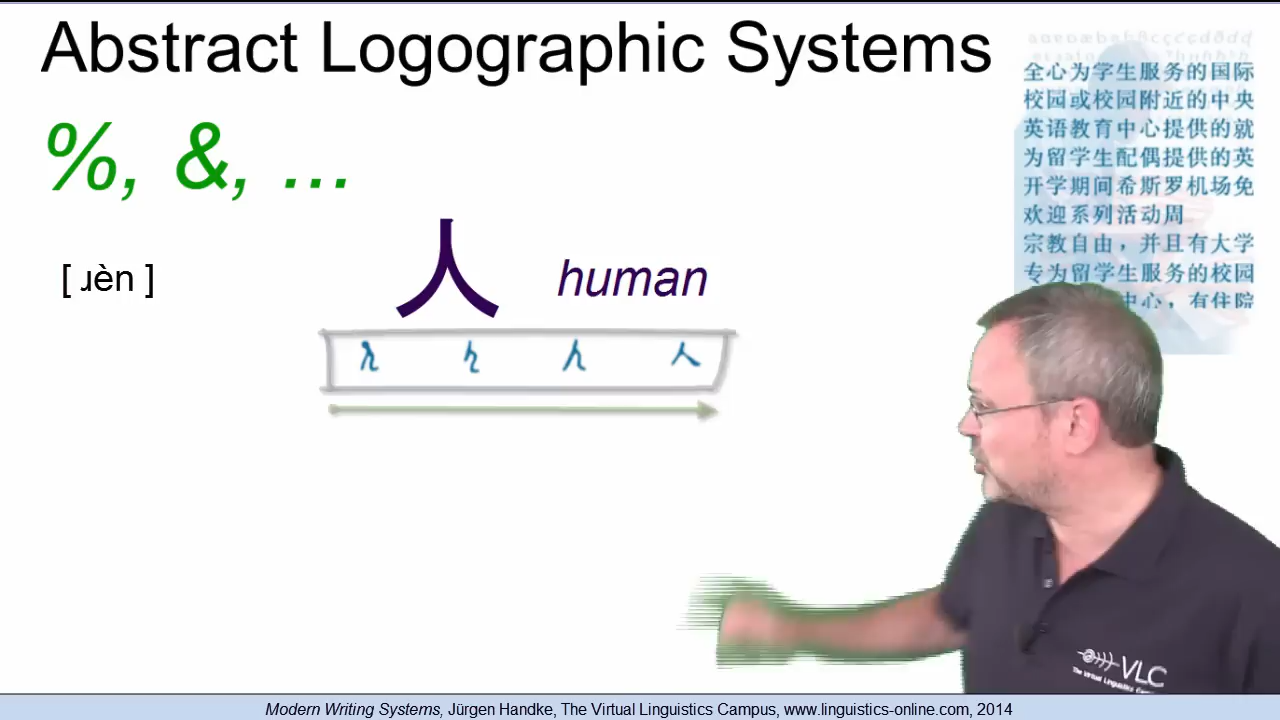 Abstract Logographic Systems
%, &, ...
[ ɹèn ]
人
human
全心为学生服务的国际
校园或校园附近的中央
英语教育中心提供的就
为留学生配偶提供的英
开学期间希斯罗机场免
欢迎系列活动周
宗教自由，并且有大学
专为留学生服务的校园
中心，有住院
VLC
The Virtual Linguistics
Modern Writing Systems, Jürgen Handke, The Virtual Linguistics Campus, www.linguistics-online.com, 2014